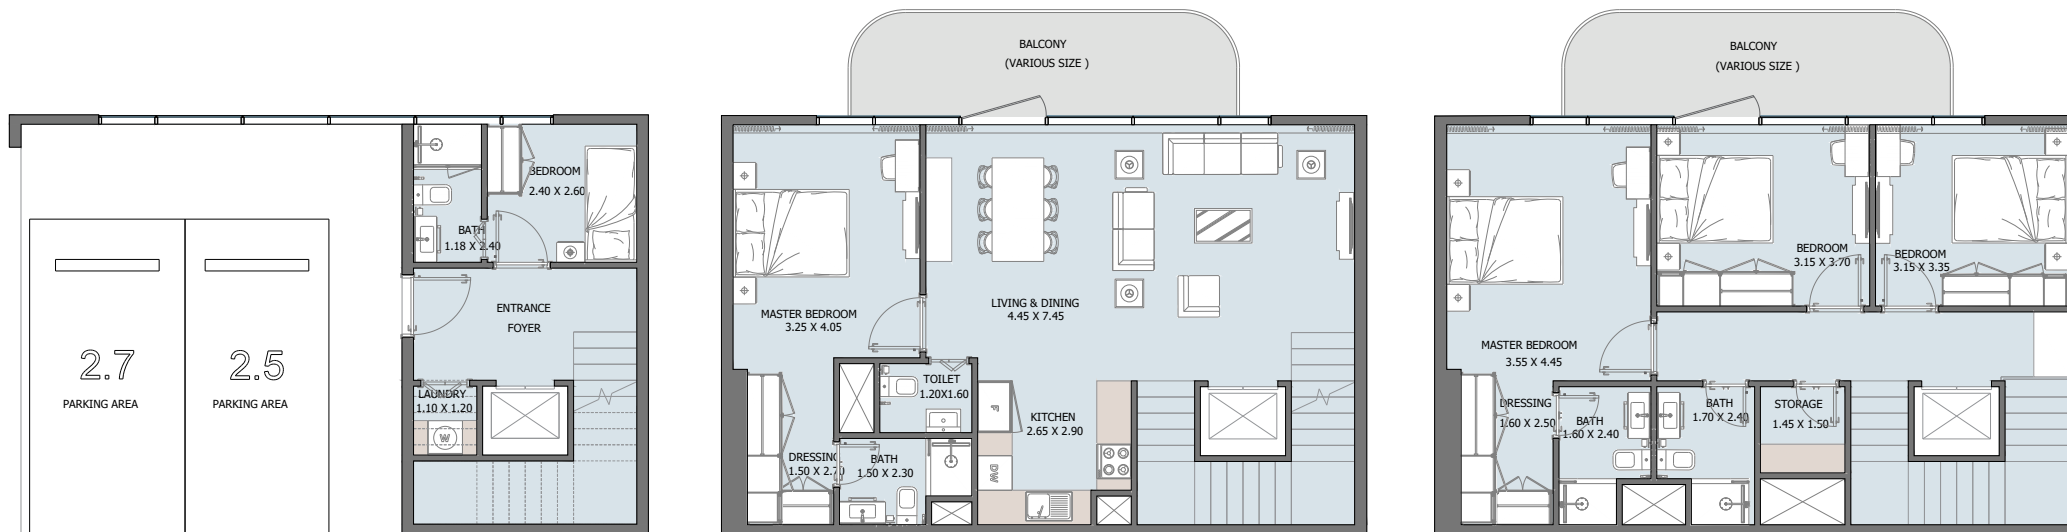 BEDROOM
2.40 X 2.60
BATH
1.18 X 2.40
ENTRANCE
FOYER
2.7
PARKING AREA
2.5
PARKING AREA
LAUNDRY
1.10 X 1.20
W
BALCONY
(VARIOUS SIZE )
MASTER BEDROOM
3.25 X 4.05
LIVING & DINING
4.45 X 7.45
TOILET
1.20X1.60
F
KITCHEN
2.65 X 2.90
DRESSING
1.50 X 2.70
BATH
1.50 X 2.30
DW
BALCONY
(VARIOUS SIZE )
BEDROOM
3.15 X 3.70
BEDROOM
3.15 X 3.35
MASTER BEDROOM
3.55 X 4.45
DRESSING
1.60 X 2.50
BATH
1.60 X 2.40
BATH
1.70 X 2.40
STORAGE
1.45 X 1.50